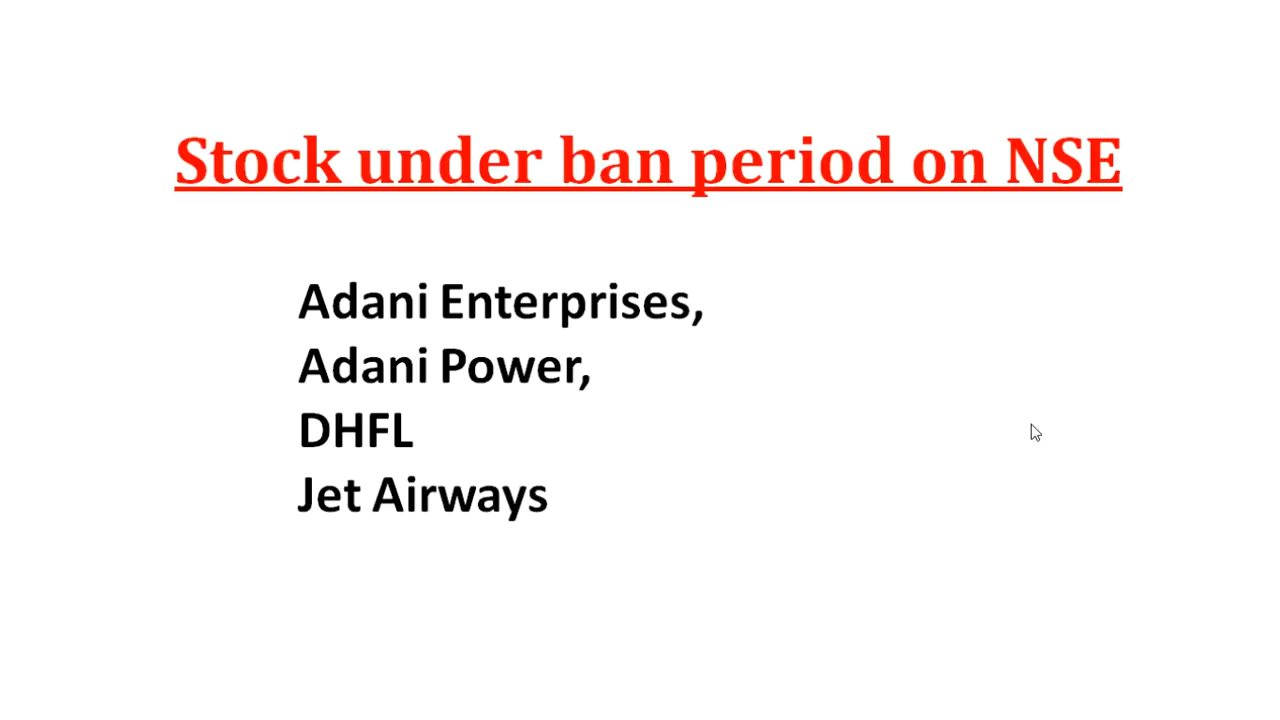 Stock under ban period on NSE
Adani Enterprises,
Adani Power,
DHFL
Jet Airways